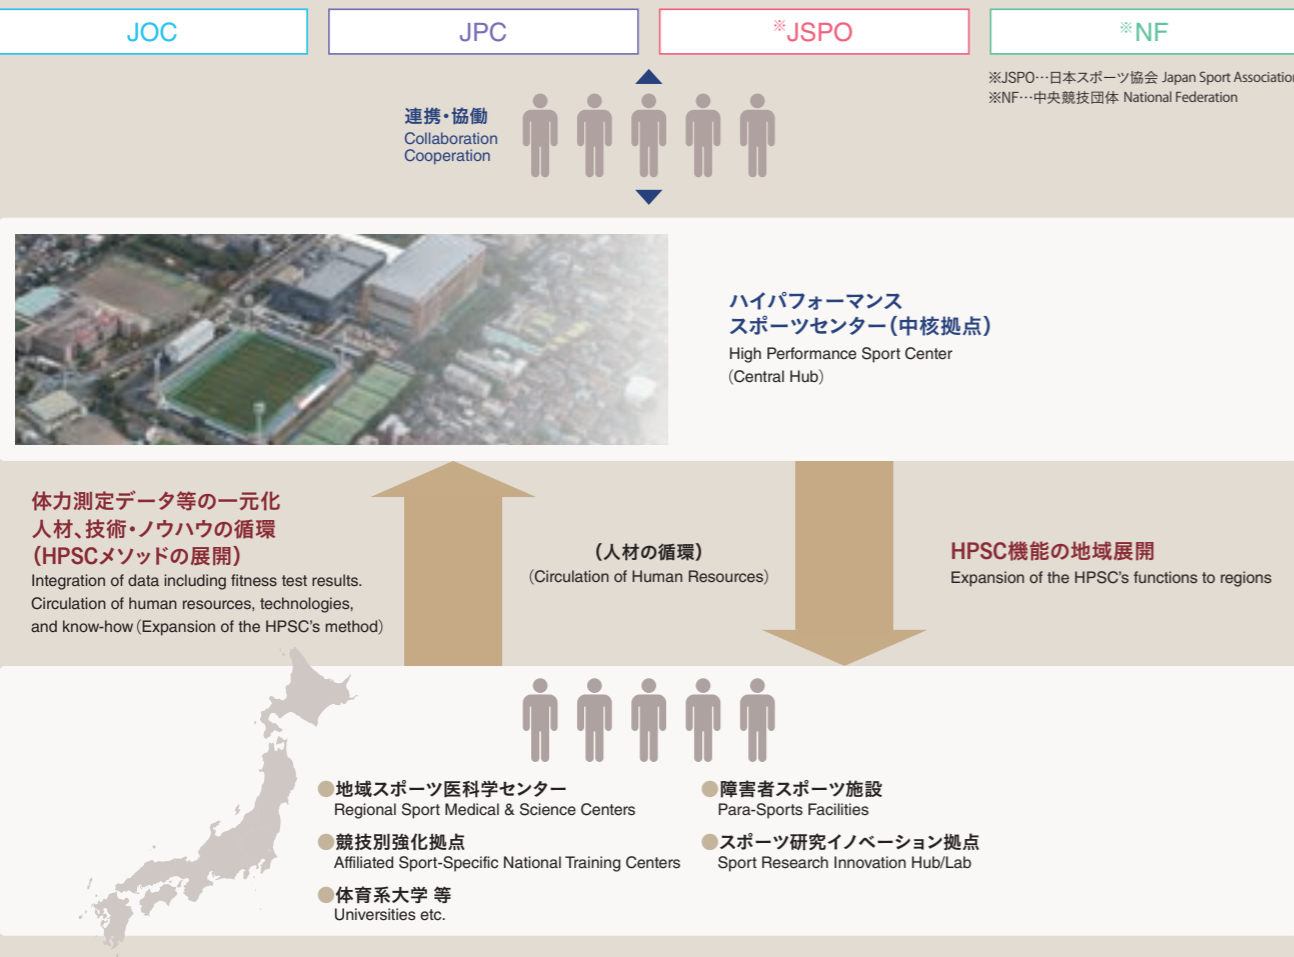 JOC
JPC
※JSPO
※NF
※JSPO…日本スポーツ協会 Japan Sport Association
※NF…中央競技団体 National Federation
連携・協働
Collaboration
Cooperation
ハイパフォーマンス
スポーツセンター（中核拠点）
High Performance Sport Center
（Central Hub）
体力測定データ等の一元化
人材、技術・ノウハウの循環
（HPSCメソッドの展開）
Integration of data including fitness test results.
Circulation of human resources, technologies,
and know-how（Expansion of the HPSC's method）
（人材の循環）
（Circulation of Human Resources）
HPSC機能の地域展開
Expansion of the HPSC's functions to regions
●地域スポーツ医科学センター
Regional Sport Medical & Science Centers
●競技別強化拠点
Affiliated Sport-Specific National Training Centers
●体育系大学 等
Universities etc.
●障害者スポーツ施設
Para-Sports Facilities
●スポーツ研究イノベーション拠点
Sport Research Innovation Hub/Lab